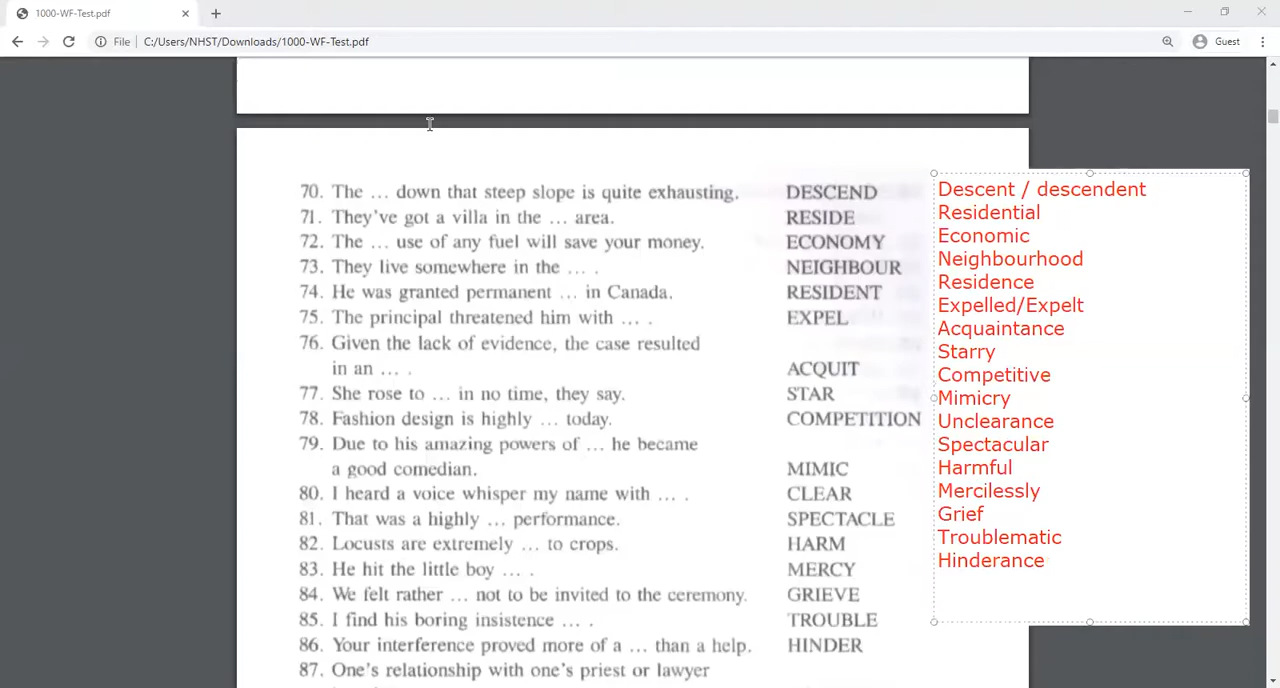 1000-WF-Test.pdf
File C:/Users/NHST/Downloads/1000-WF-Test.pdf Guest
70. The ... down that steep slope is quite exhausting. DESCEND Descent / descendent
71. They've got a villa in the ... area. RESIDE Residential
72. The ... use of any fuel will save your money. ECONOMY Economic
73. They live somewhere in the ... . NEIGHBOUR Neighbourhood
74. He was granted permanent ... in Canada. RESIDENT Residence
75. The principal threatened him with ... . EXPEL Expelled/Expelt
76. Given the lack of evidence, the case resulted Acquaintance
in an ... . ACQUIT Starry
77. She rose to ... in no time, they say. STAR Competitive
78. Fashion design is highly ... today. COMPETITION Mimicry
79. Due to his amazing powers of ... he became Unclearance
a good comedian. MIMIC Spectacular
80. I heard a voice whisper my name with ... . CLEAR Harmful
81. That was a highly ... performance. SPECTACLE Mercilessly
82. Locusts are extremely ... to crops. HARM Grief
83. He hit the little boy ... . MERCY Troublematic
84. We felt rather ... not to be invited to the ceremony. GRIEVE Hinderance
85. I find his boring insistence ... . TROUBLE
86. Your interference proved more of a ... than a help. HINDER
87. One's relationship with one's priest or lawyer